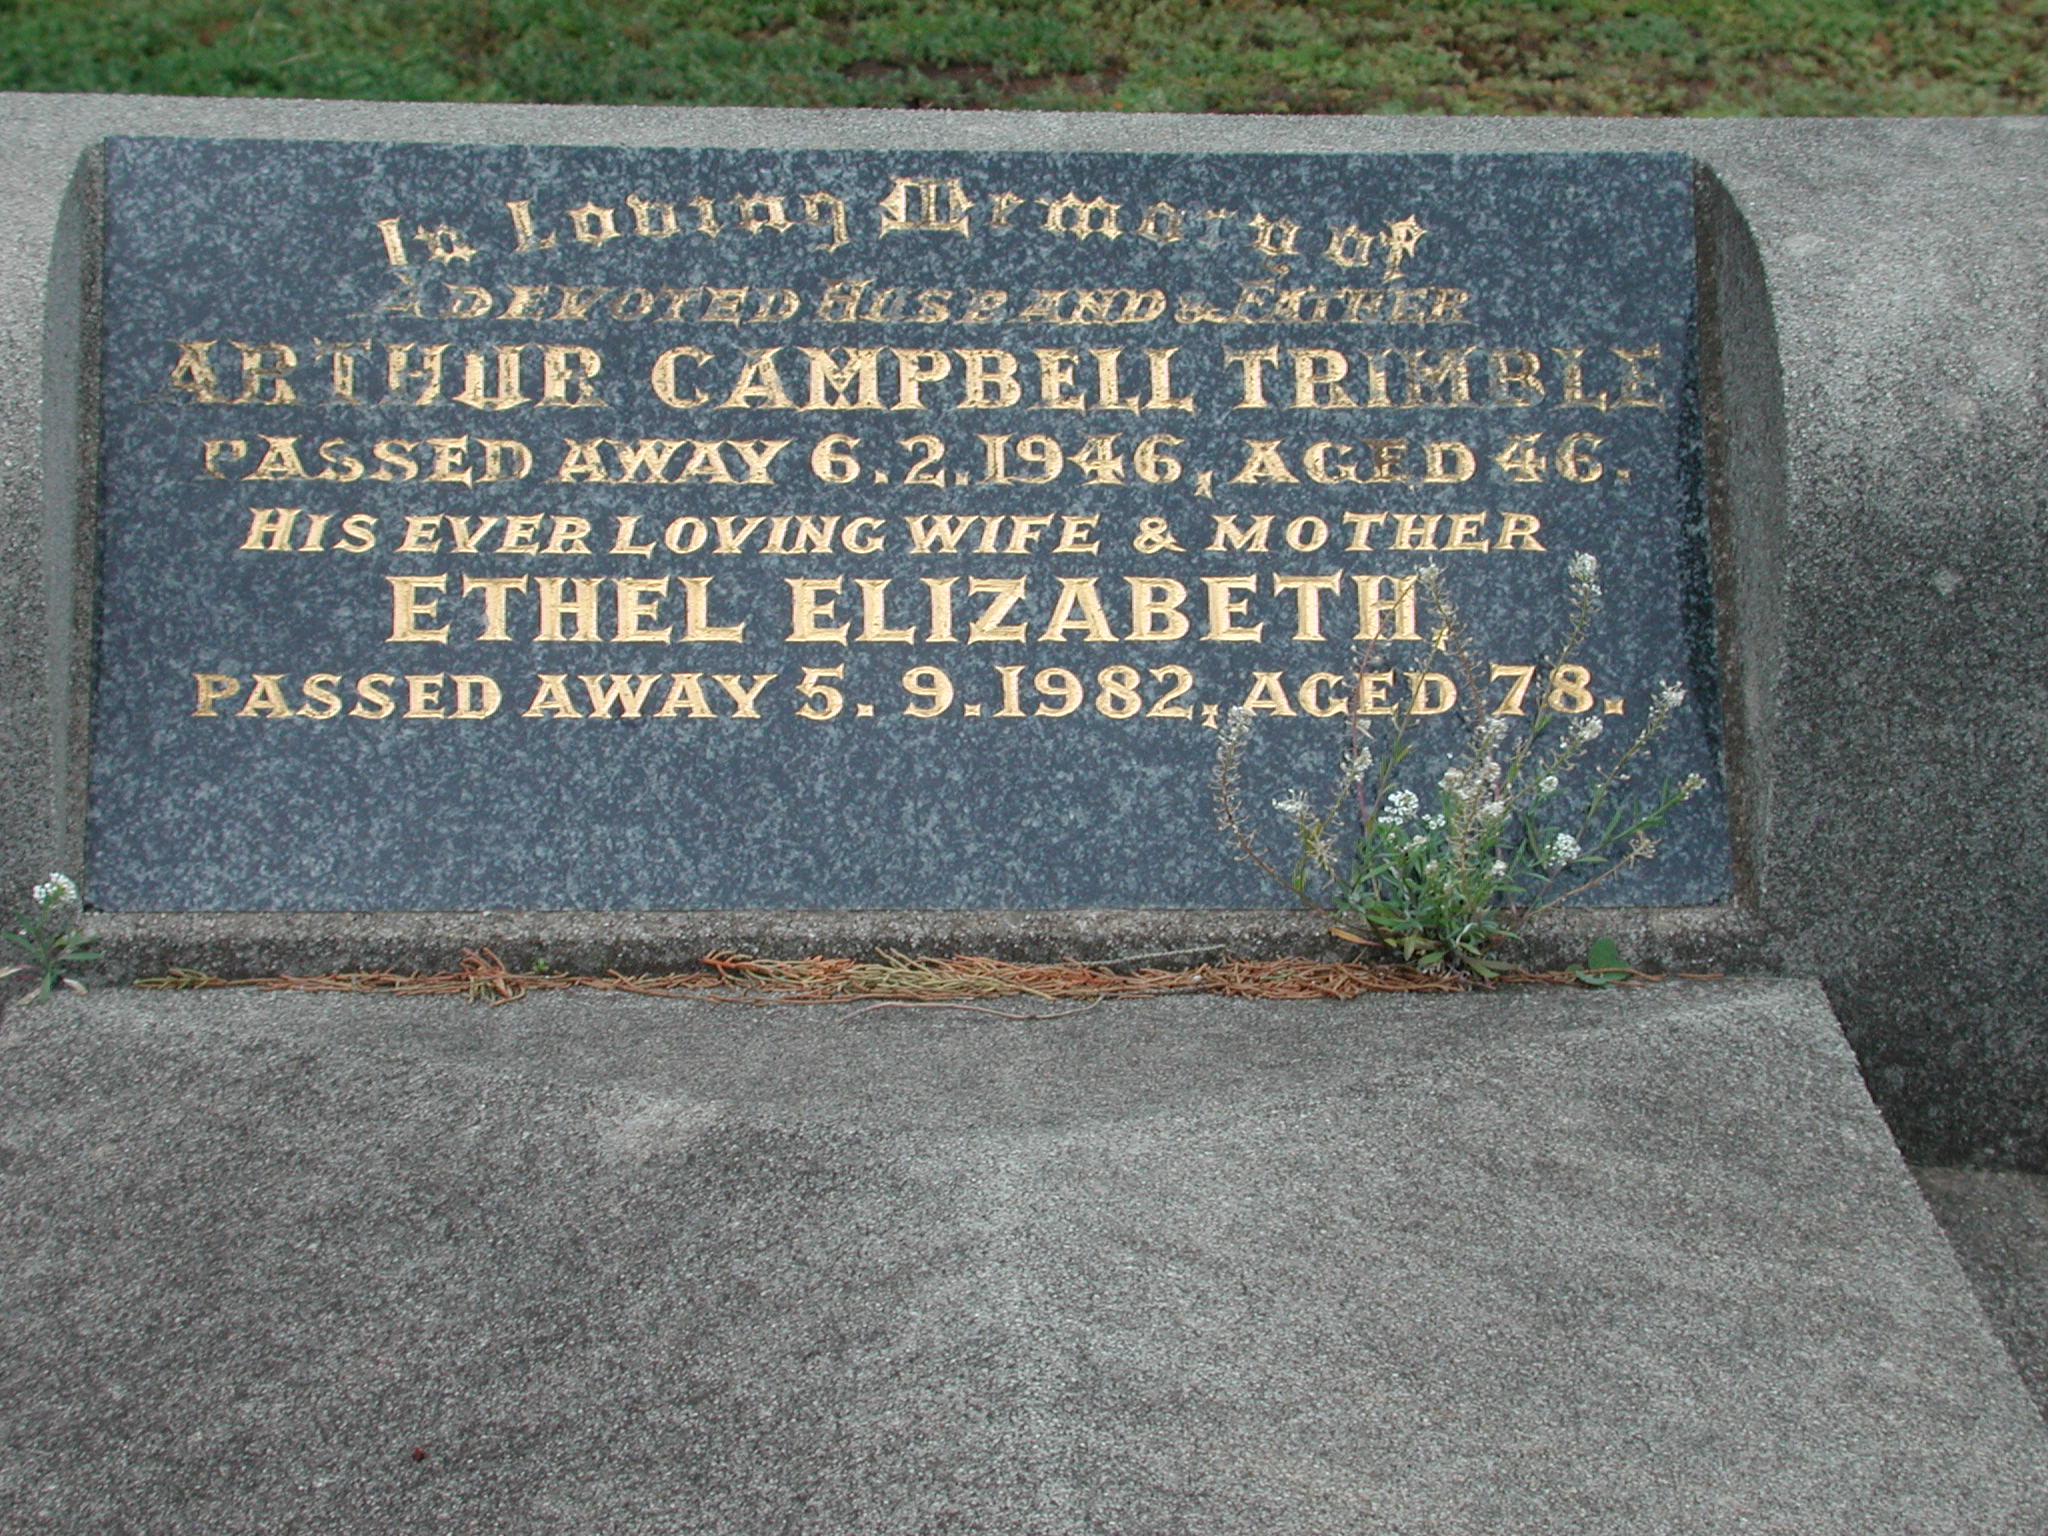 In Loving Memory of
A DEVOTED HUSBAND & FATHER
ARTHUR CAMPBELL TRIMBLE
PASSED AWAY 6.2.1946, AGED 46.
HIS EVER LOVING WIFE & MOTHER
ETHEL ELIZABETH,
PASSED AWAY 5.9.1982, AGED 78.